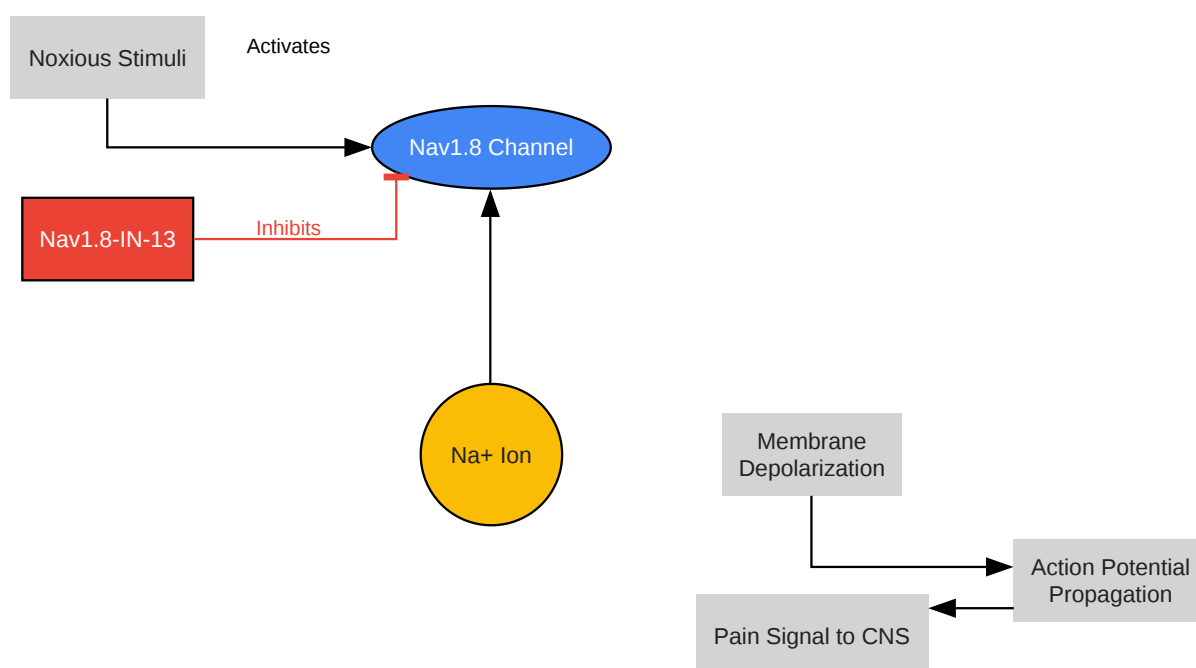 Noxious Stimuli
Activates
Nav1.8 Channel
Nav1.8-IN-13
Inhibits
Na+ Ion
Membrane
Depolarization
Action Potential
Propagation
Pain Signal to CNS